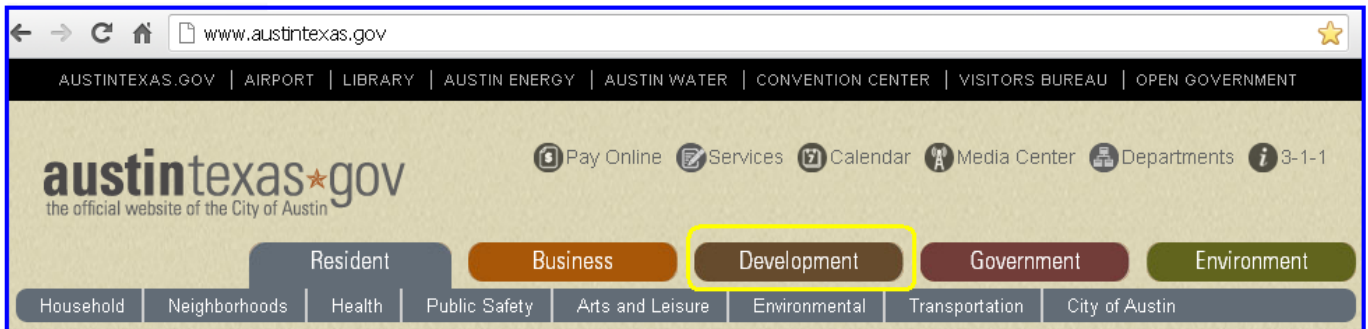 www.austintexas.gov
AUSTINTEXAS.GOV | AIRPORT | LIBRARY | AUSTIN ENERGY | AUSTIN WATER | CONVENTION CENTER | VISITORS BUREAU | OPEN GOVERNMENT
Pay Online Services Calendar Media Center Departments 3-1-1
austintexas★gov
the official website of the City of Austin
Resident Business Development Government Environment
Household Neighborhoods Health Public Safety Arts and Leisure Environmental Transportation City of Austin